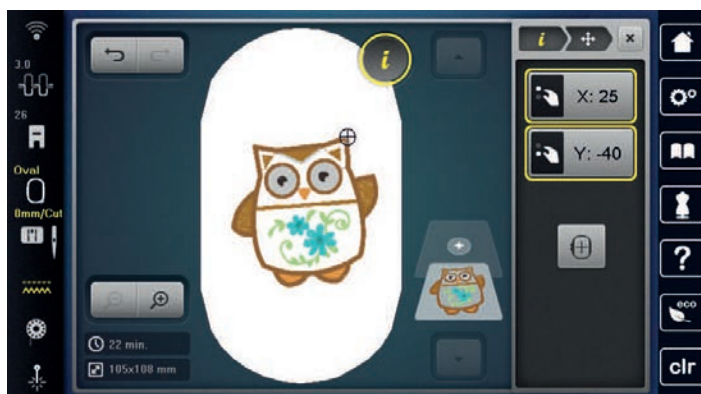 3.0
26
Oval
0mm/Cut
i
22 min.
105x108 mm
i
X: 25
Y: -40
?
eco
clr